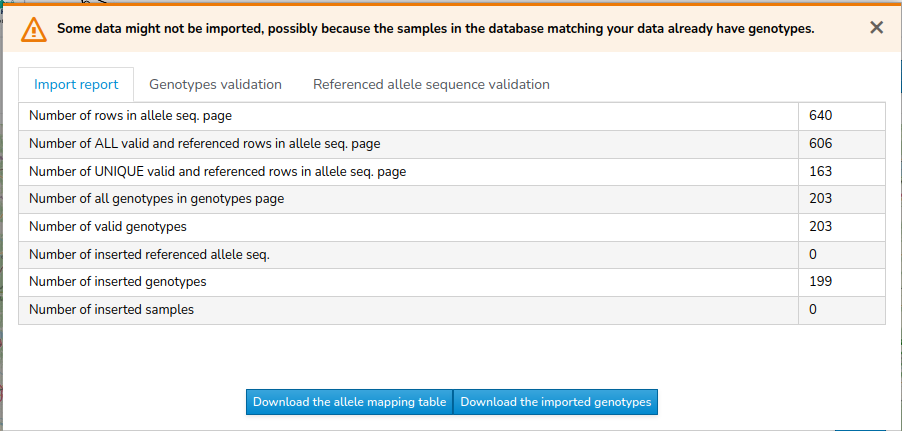 Some data might not be imported, possibly because the samples in the database matching your data already have genotypes.
Import report Genotypes validation Referenced allele sequence validation
Number of rows in allele seq. page 640
Number of ALL valid and referenced rows in allele seq. page 606
Number of UNIQUE valid and referenced rows in allele seq. page 163
Number of all genotypes in genotypes page 203
Number of valid genotypes 203
Number of inserted referenced allele seq. 0
Number of inserted genotypes 199
Number of inserted samples 0
Download the allele mapping table Download the imported genotypes